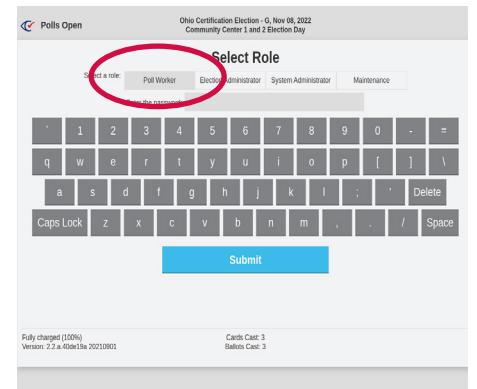 Polls Open
Ohio Certification Election - G, Nov 08, 2022
Community Center 1 and 2 Election Day
Select Role
Select a role: Poll Worker Election Administrator System Administrator Maintenance
Enter the password:
` 1 2 3 4 5 6 7 8 9 0 - =
q w e r t y u i o p [ ] \
a s d f g h j k l ; ' Delete
Caps Lock z x c v b n m , . / Space
Submit
Fully charged (100%)
Version: 2.2.a.40de19a 20210901
Cards Cast: 3
Ballots Cast: 3